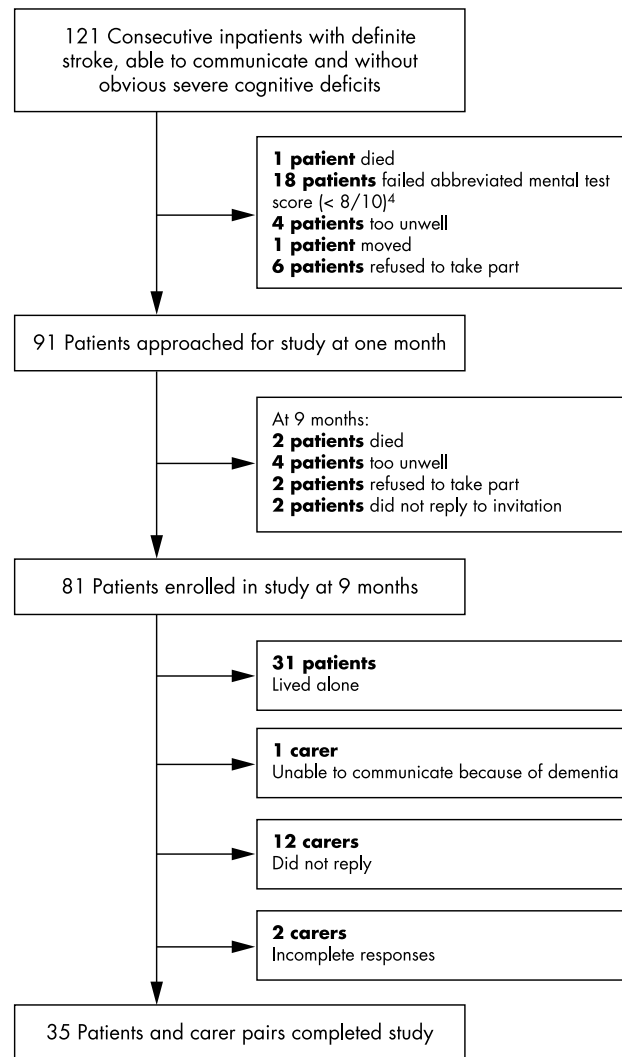 121 Consecutive inpatients with definite
stroke, able to communicate and without
obvious severe cognitive deficits
1 patient died
18 patients failed abbreviated mental test
score (< 8/10)4
4 patients too unwell
1 patient moved
6 patients refused to take part
91 Patients approached for study at one month
At 9 months:
2 patients died
4 patients too unwell
2 patients refused to take part
2 patients did not reply to invitation
81 Patients enrolled in study at 9 months
31 patients
Lived alone
1 carer
Unable to communicate because of dementia
12 carers
Did not reply
2 carers
Incomplete responses
35 Patients and carer pairs completed study